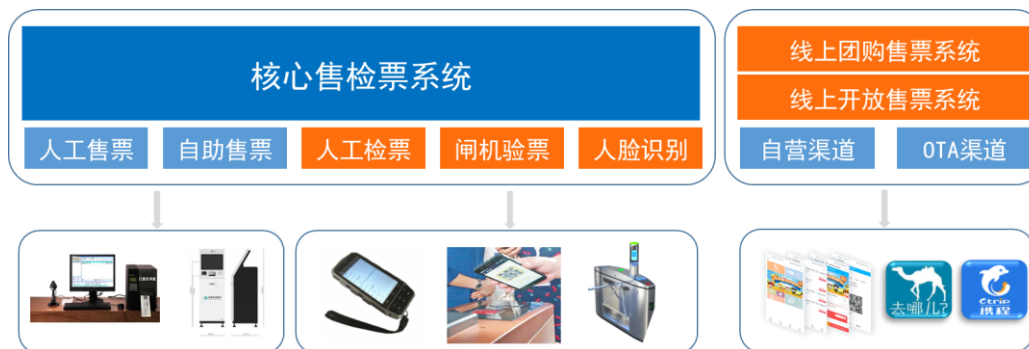 核心售检票系统
人工售票
自助售票
人工检票
闸机验票
人脸识别
线上团购售票系统
线上开放售票系统
自营渠道
OTA渠道
去哪儿?
Ctrip
携程